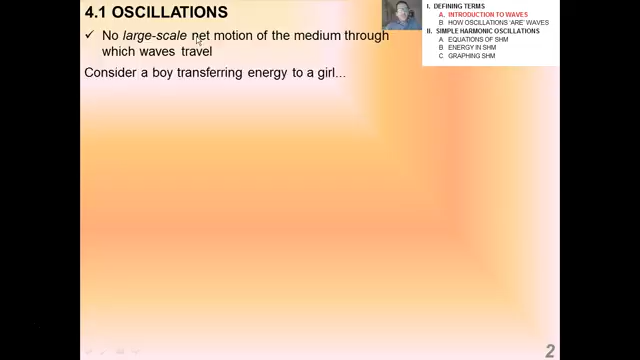 4.1 OSCILLATIONS
✓ No large-scale net motion of the medium through
which waves travel
Consider a boy transferring energy to a girl...
I. DEFINING TERMS
A. INTRODUCTION TO WAVES
B. HOW OSCILLATIONS 'ARE' WAVES
II. SIMPLE HARMONIC OSCILLATIONS
A EQUATIONS OF SHM
B. ENERGY IN SHM
C GRAPHING SHM
2